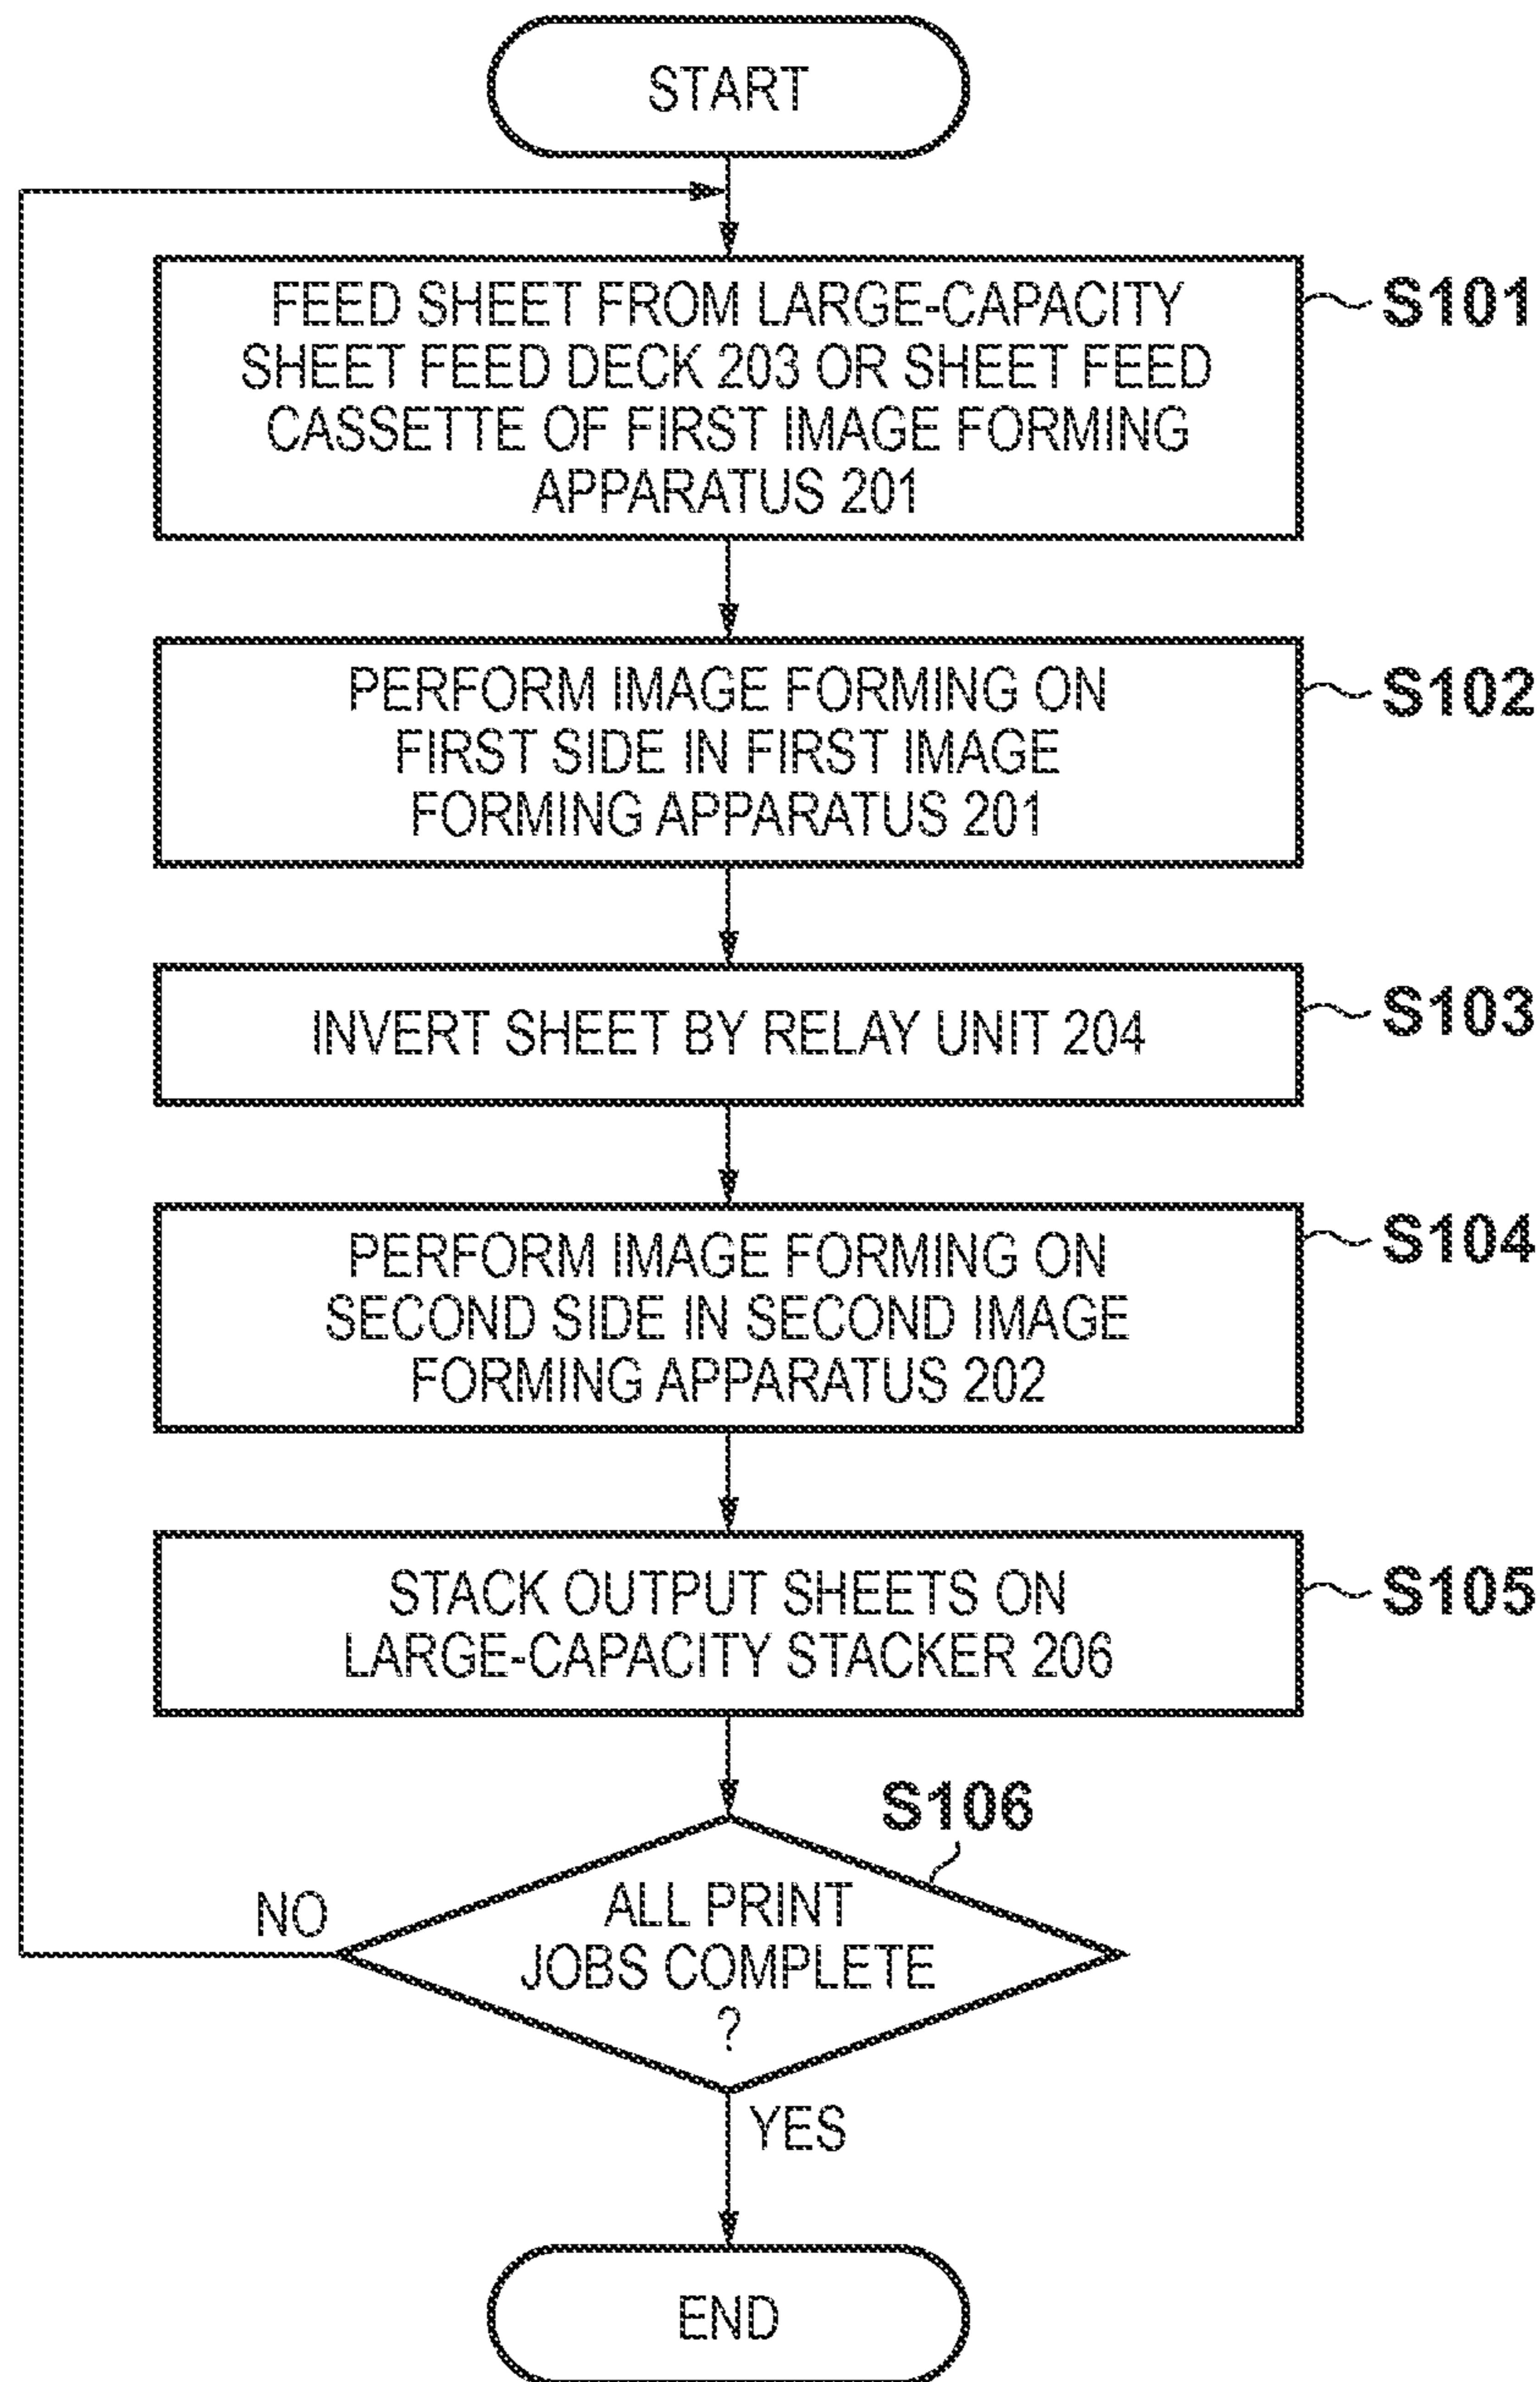 START
FEED SHEET FROM LARGE-CAPACITY
SHEET FEED DECK 203 OR SHEET FEED
CASSETTE OF FIRST IMAGE FORMING
APPARATUS 201
S101
PERFORM IMAGE FORMING ON
FIRST SIDE IN FIRST IMAGE
FORMING APPARATUS 201
S102
INVERT SHEET BY RELAY UNIT 204
S103
PERFORM IMAGE FORMING ON
SECOND SIDE IN SECOND IMAGE
FORMING APPARATUS 202
S104
STACK OUTPUT SHEETS ON
LARGE-CAPACITY STACKER 206
S105
S106
ALL PRINT
JOBS COMPLETE
?
NO
YES
END